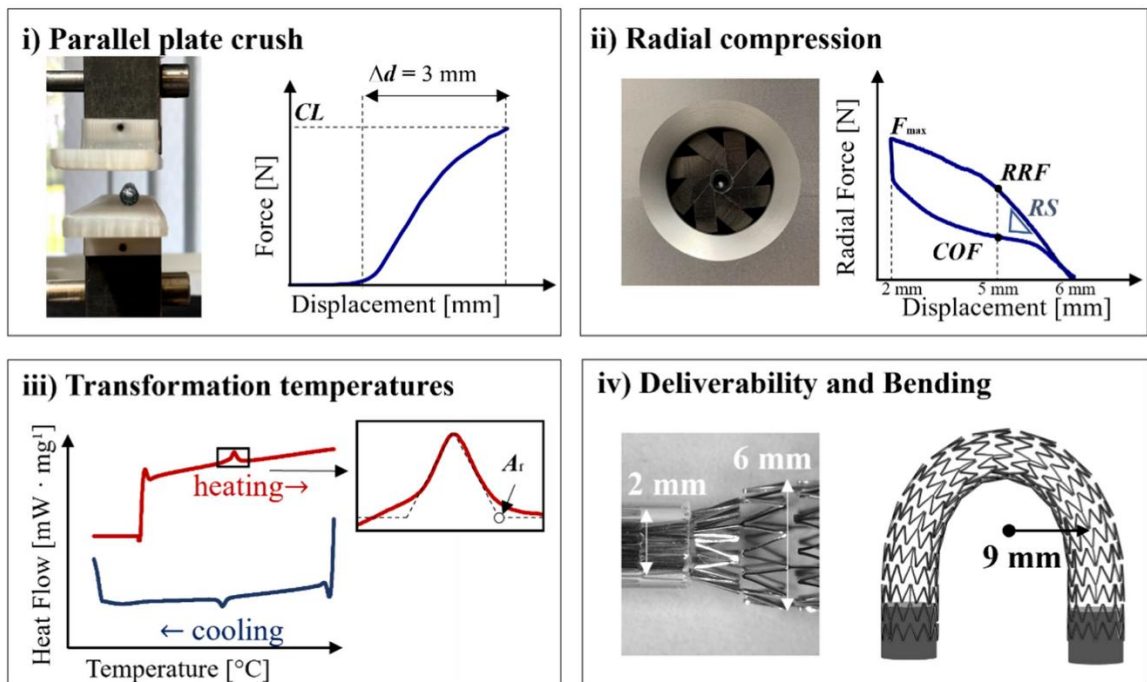 i) Parallel plate crush
Δd = 3 mm
CL
Force [N]
Displacement [mm]
ii) Radial compression
Fmax
RRF
RS
COF
Radial Force [N]
2 mm
5 mm
6 mm
Displacement [mm]
iii) Transformation temperatures
Heat Flow [mW · mg¹]
heating→
← cooling
Af
Temperature [°C]
iv) Deliverability and Bending
2 mm
6 mm
9 mm